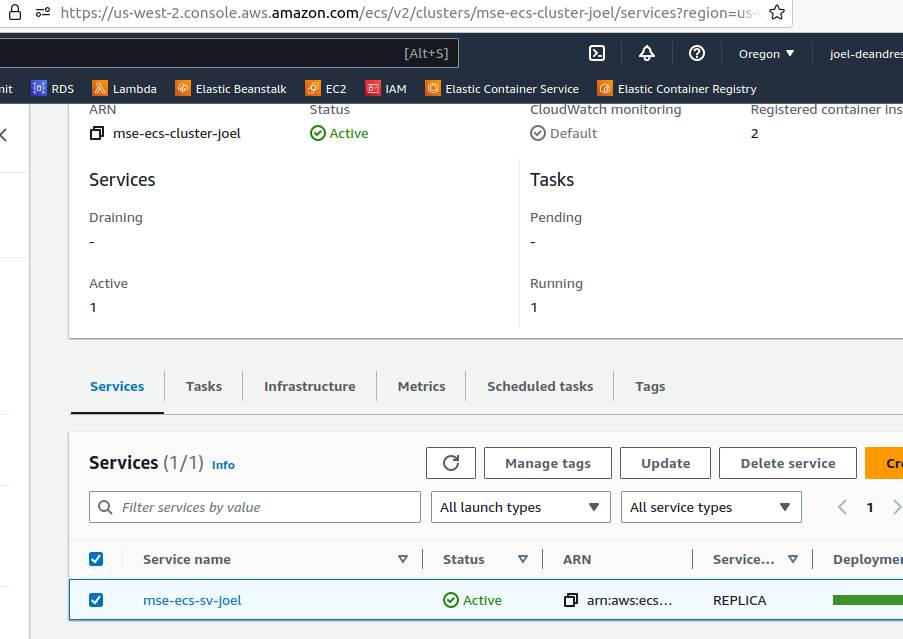 https://us-west-2.console.aws.amazon.com/ecs/v2/clusters/mse-ecs-cluster-joel/services?region=us-
[Alt+S] Oregon joel-deandres
RDS Lambda Elastic Beanstalk EC2 IAM Elastic Container Service Elastic Container Registry
ARN Status CloudWatch monitoring Registered container
mse-ecs-cluster-joel Active Default 2
Services Tasks
Draining Pending
- -
Active Running
1 1
Services Tasks Infrastructure Metrics Scheduled tasks Tags
Services (1/1) Info Manage tags Update Delete service
Filter services by value All launch types All service types 1
Service name Status ARN Service...
mse-ecs-sv-joel Active arn:aws:ecs... REPLICA